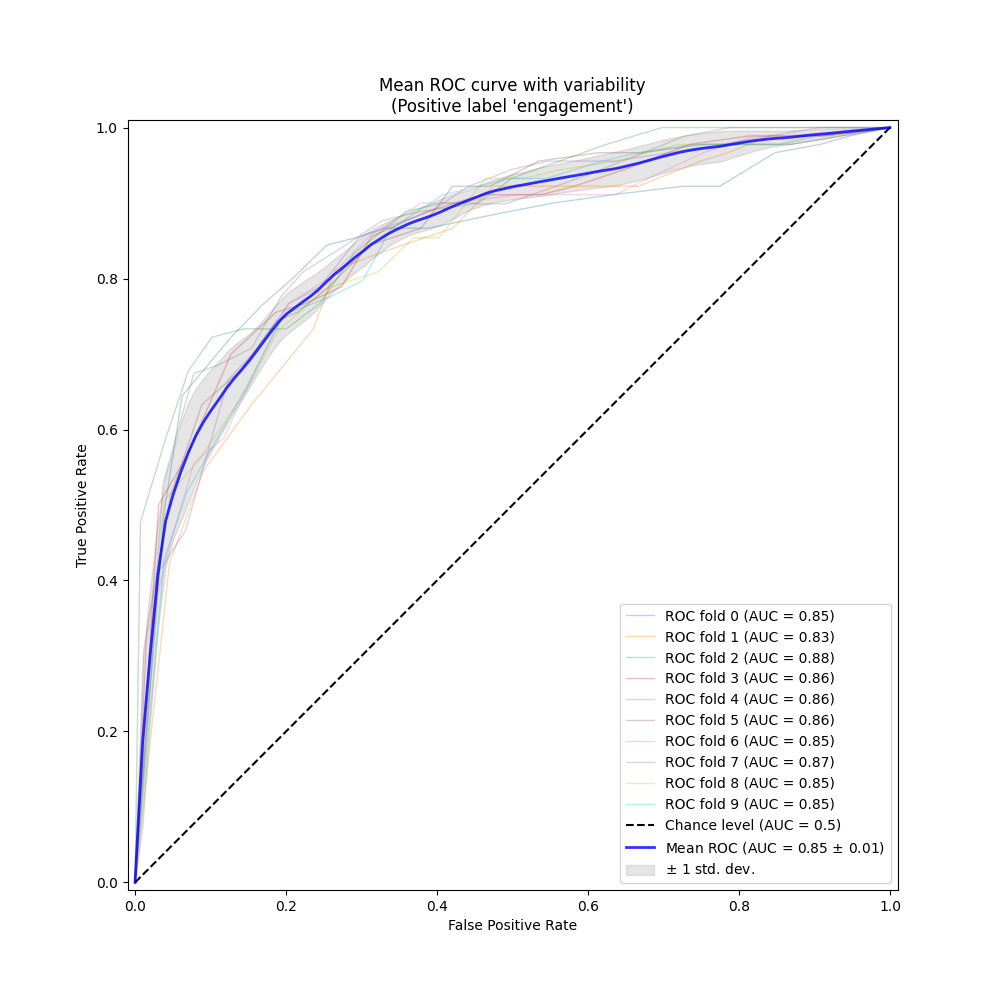 Mean ROC curve with variability
(Positive label 'engagement')
1.0
0.8
0.6
0.4
0.2
0.0
True Positive Rate
0.0 0.2 0.4 0.6 0.8 1.0
False Positive Rate
ROC fold 0 (AUC = 0.85)
ROC fold 1 (AUC = 0.83)
ROC fold 2 (AUC = 0.88)
ROC fold 3 (AUC = 0.86)
ROC fold 4 (AUC = 0.86)
ROC fold 5 (AUC = 0.86)
ROC fold 6 (AUC = 0.85)
ROC fold 7 (AUC = 0.87)
ROC fold 8 (AUC = 0.85)
ROC fold 9 (AUC = 0.85)
Chance level (AUC = 0.5)
Mean ROC (AUC = 0.85 ± 0.01)
± 1 std. dev.